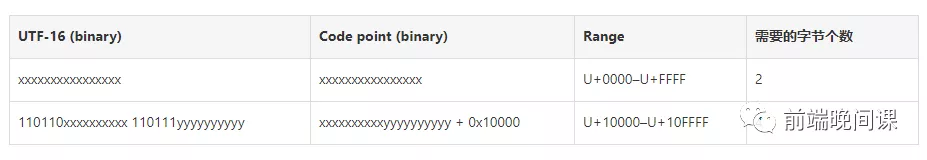 UTF-16 (binary) Code point (binary) Range 需要的字节个数
xxxxxxxxxxxxxxxx xxxxxxxxxxxxxxxx U+0000–U+FFFF 2
110110xxxxxxxxxx 110111yyyyyyyyyy xxxxxxxxxxyyyyyyyyyy + 0x10000 U+10000–U+10FFFF
前端晚间课